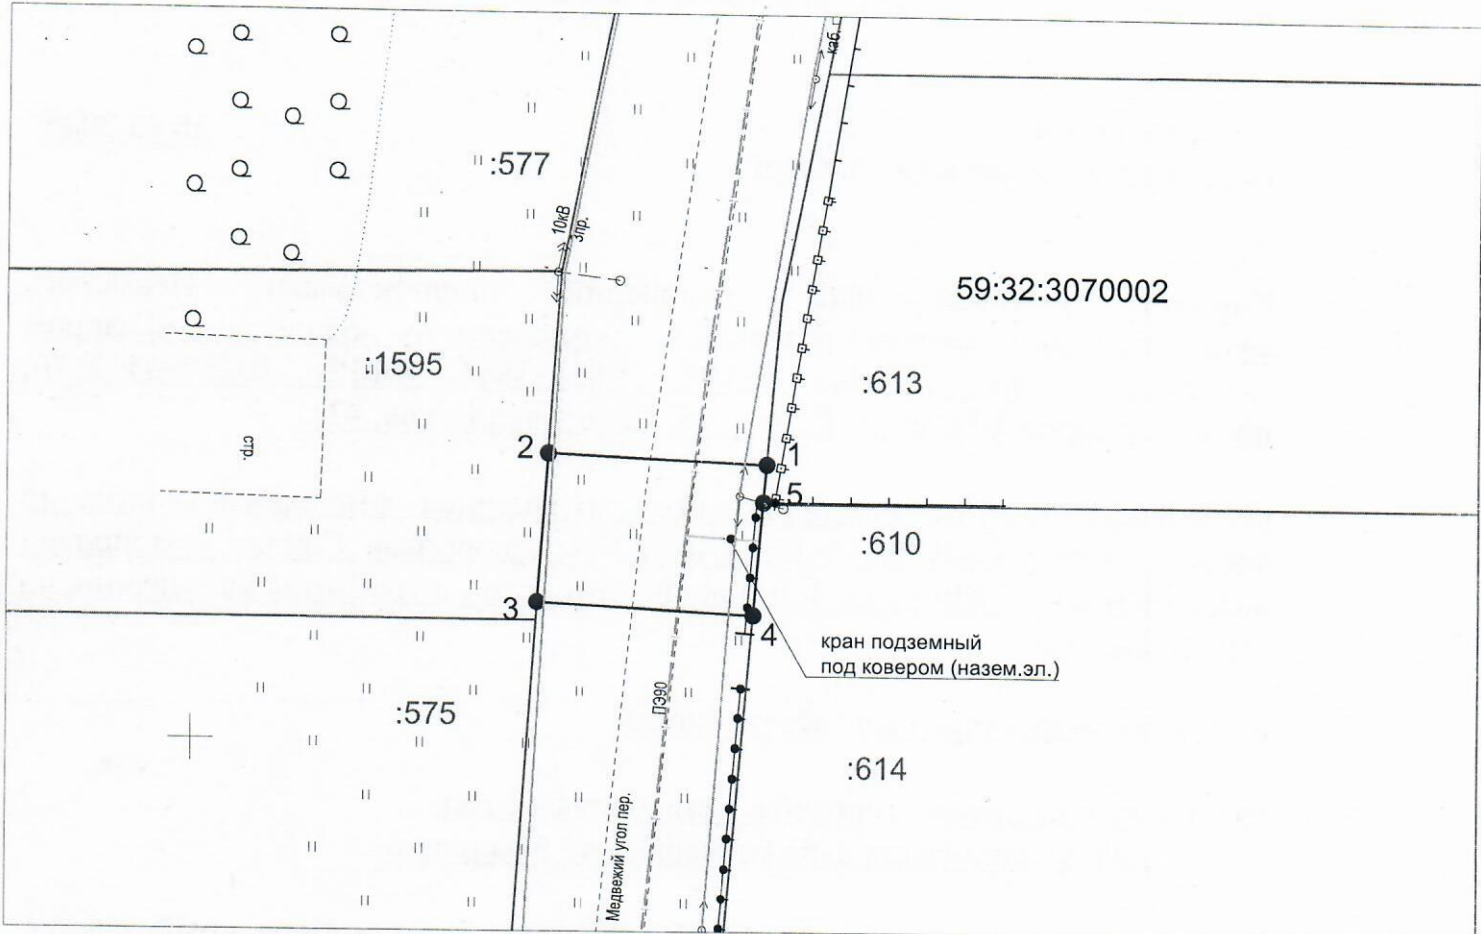 каб.
:577
10кВ
3пр.
59:32:3070002
:1595
:613
стр.
2
1
5
:610
3
4
кран подземный
под ковером (назем.эл.)
ПЭ90
:575
:614
Медвежий угол пер.